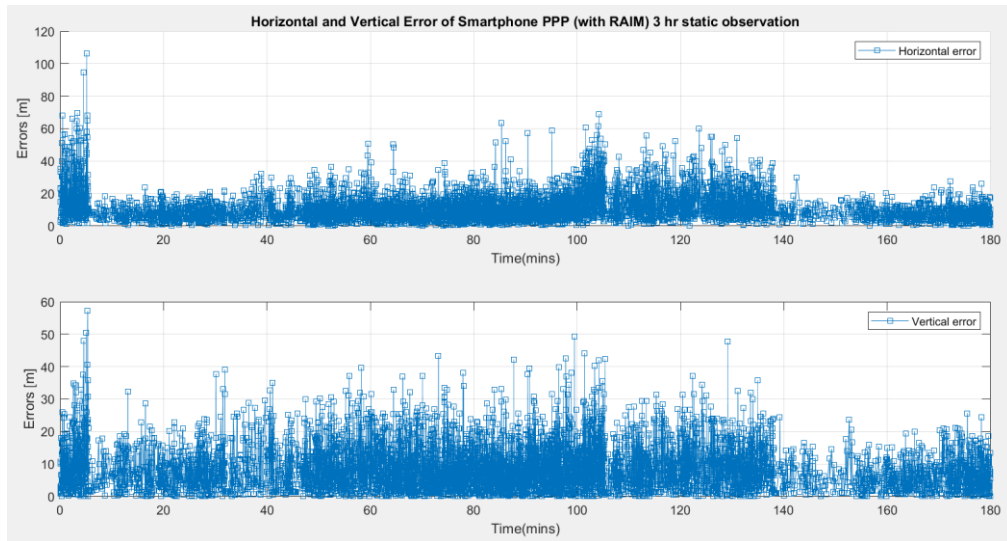 Horizontal and Vertical Error of Smartphone PPP (with RAIM) 3 hr static observation
120
100
80
60
40
20
0
Errors [m]
Horizontal error
0 20 40 60 80 100 120 140 160 180
Time(mins)
60
50
40
30
20
10
0
Errors [m]
Vertical error
0 20 40 60 80 100 120 140 160 180
Time(mins)